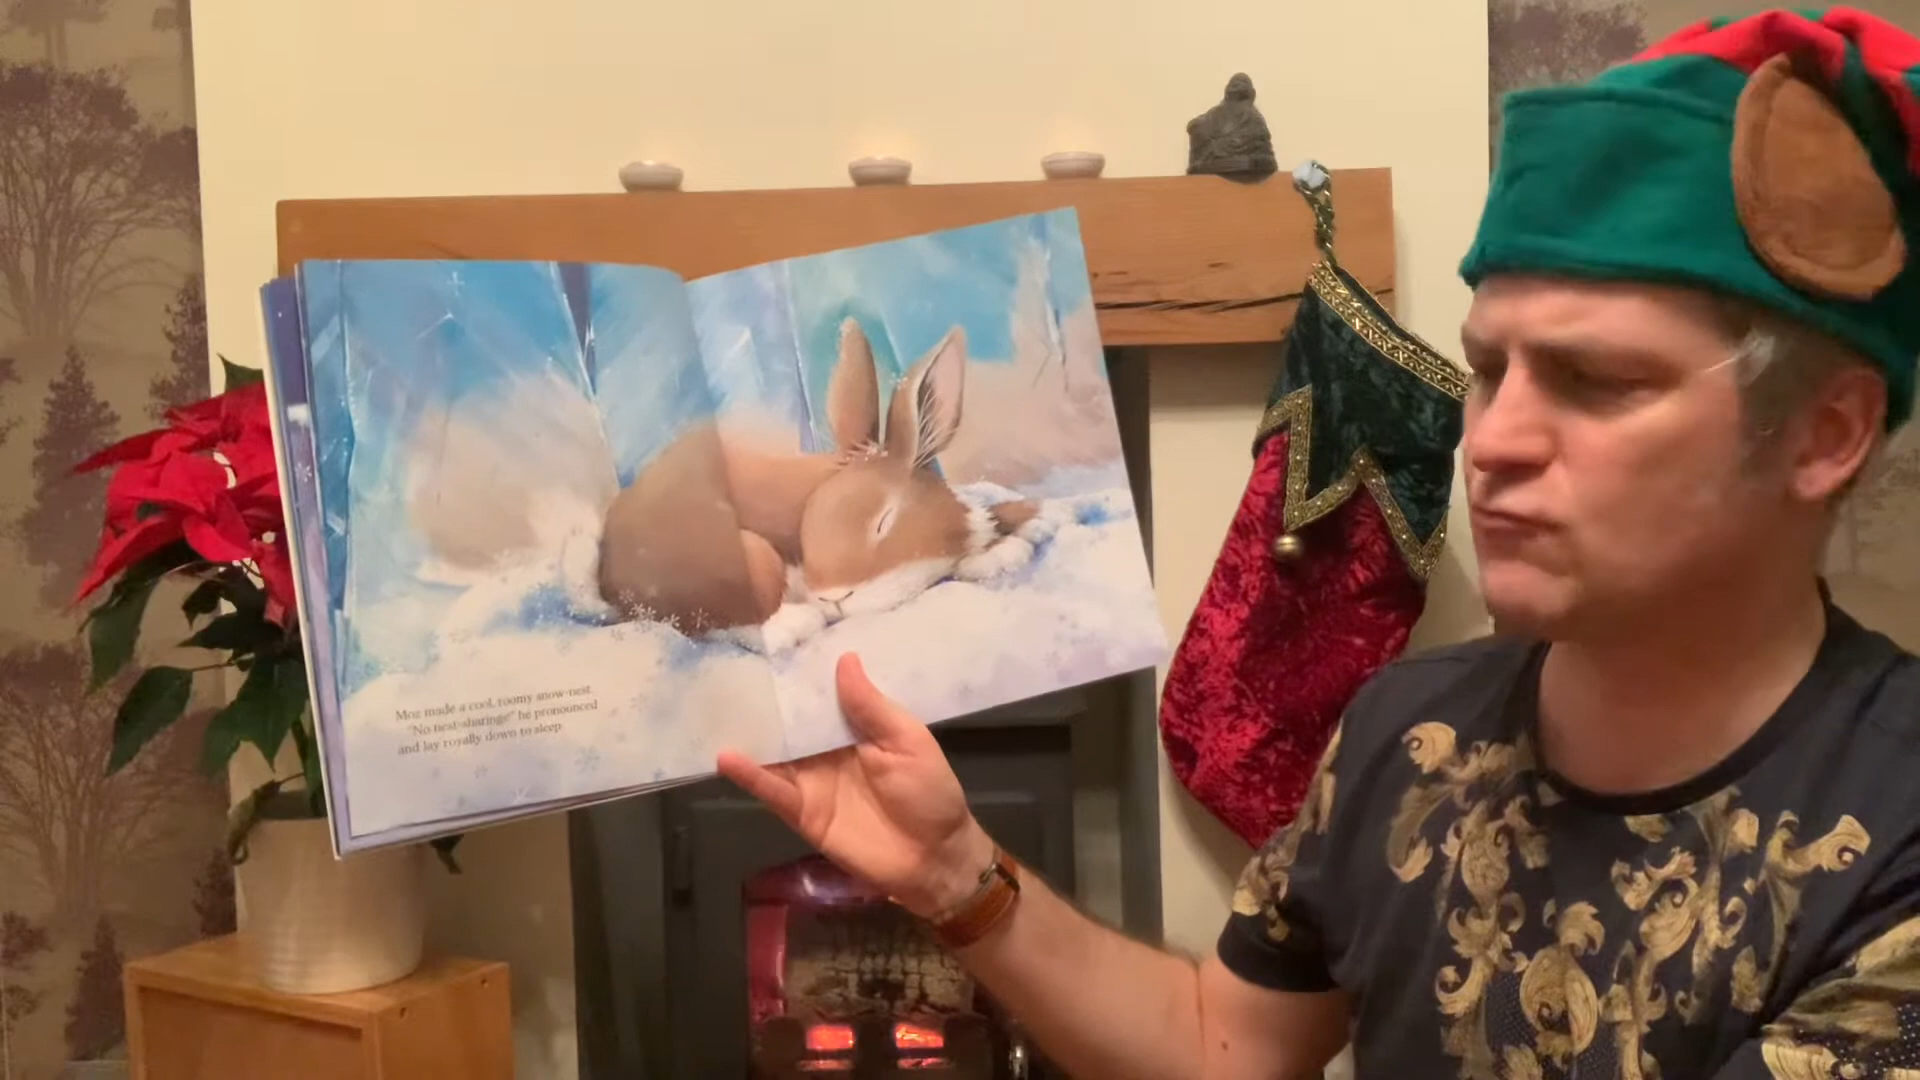 Moz made a cool, roomy snow-nest.
"No nest-sharing!" he pronounced
and lay royally down to sleep.